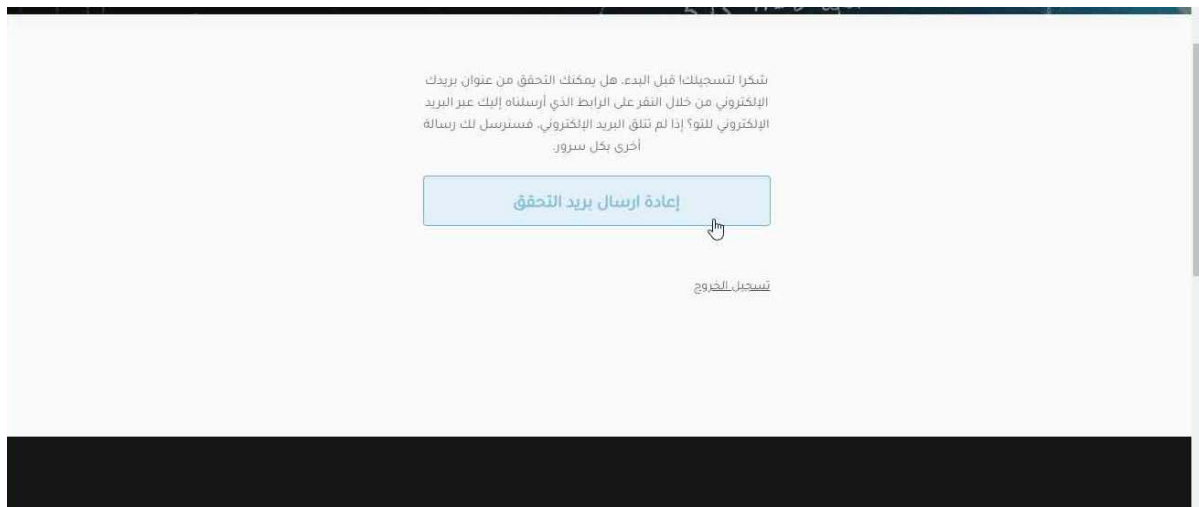 شكرا لتسجيلك! قبل البدء، هل يمكنك التحقق من عنوان بريدك
الإلكتروني من خلال النقر على الرابط الذي أرسلناه إليك عبر البريد
الإلكتروني للتو؟ إذا لم تتلق البريد الإلكتروني، فسنرسل لك رسالة
أخرى بكل سرور.
إعادة ارسال بريد التحقق
تسجيل الخروج